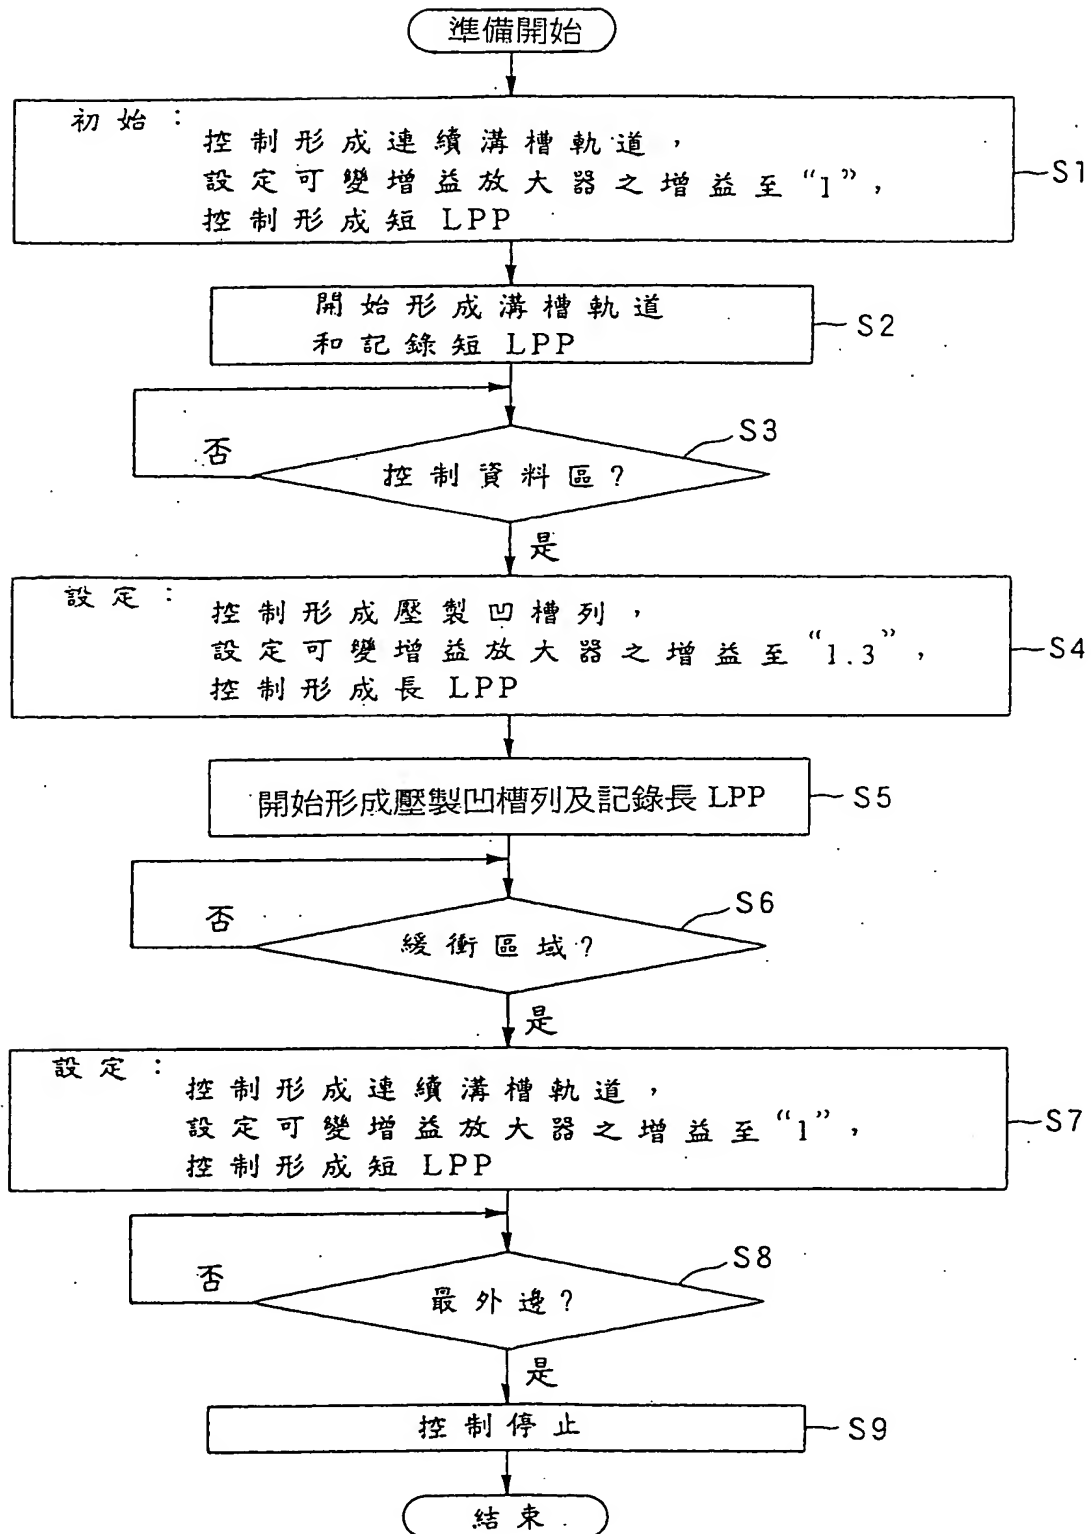 準備開始
初始：
控制形成連續溝槽軌道，
設定可變增益放大器之增益至“1”，
控制形成短 LPP
S1
開始形成溝槽軌道
和記錄短 LPP
S2
否
控制資料區？
S3
是
設定：
控制形成壓製凹槽列，
設定可變增益放大器之增益至“1.3”，
控制形成長 LPP
S4
開始形成壓製凹槽列及記錄長 LPP
S5
否
緩衝區域？
S6
是
設定：
控制形成連續溝槽軌道，
設定可變增益放大器之增益至“1”，
控制形成短 LPP
S7
否
最外邊？
S8
是
控制停止
S9
結束